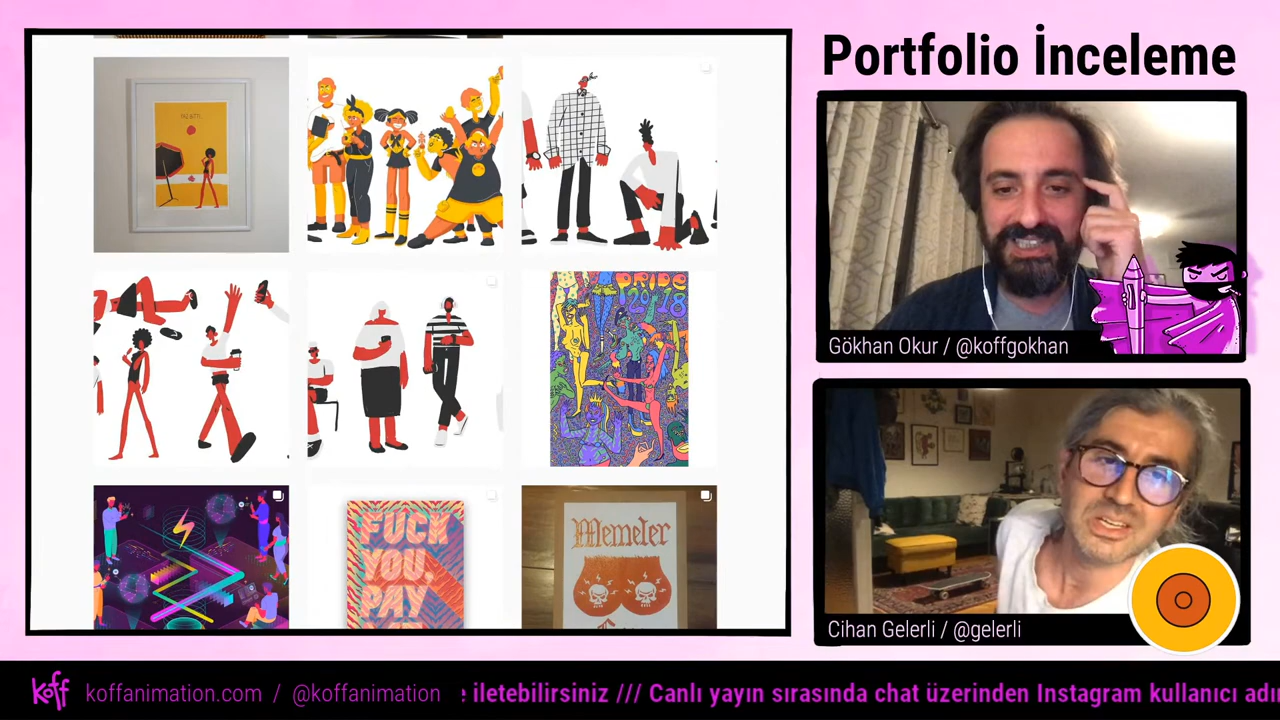 Portfolio İnceleme
PRIDE
2018
FUCK
YOU,
PAY
Memeler
Gökhan Okur / @koffgokhan
Cihan Gelerli / @gelerli
koff koffanimation.com / @koffanimation iletebilirsiniz /// Canlı yayın sırasında chat üzerinden Instagram kullanıcı adı